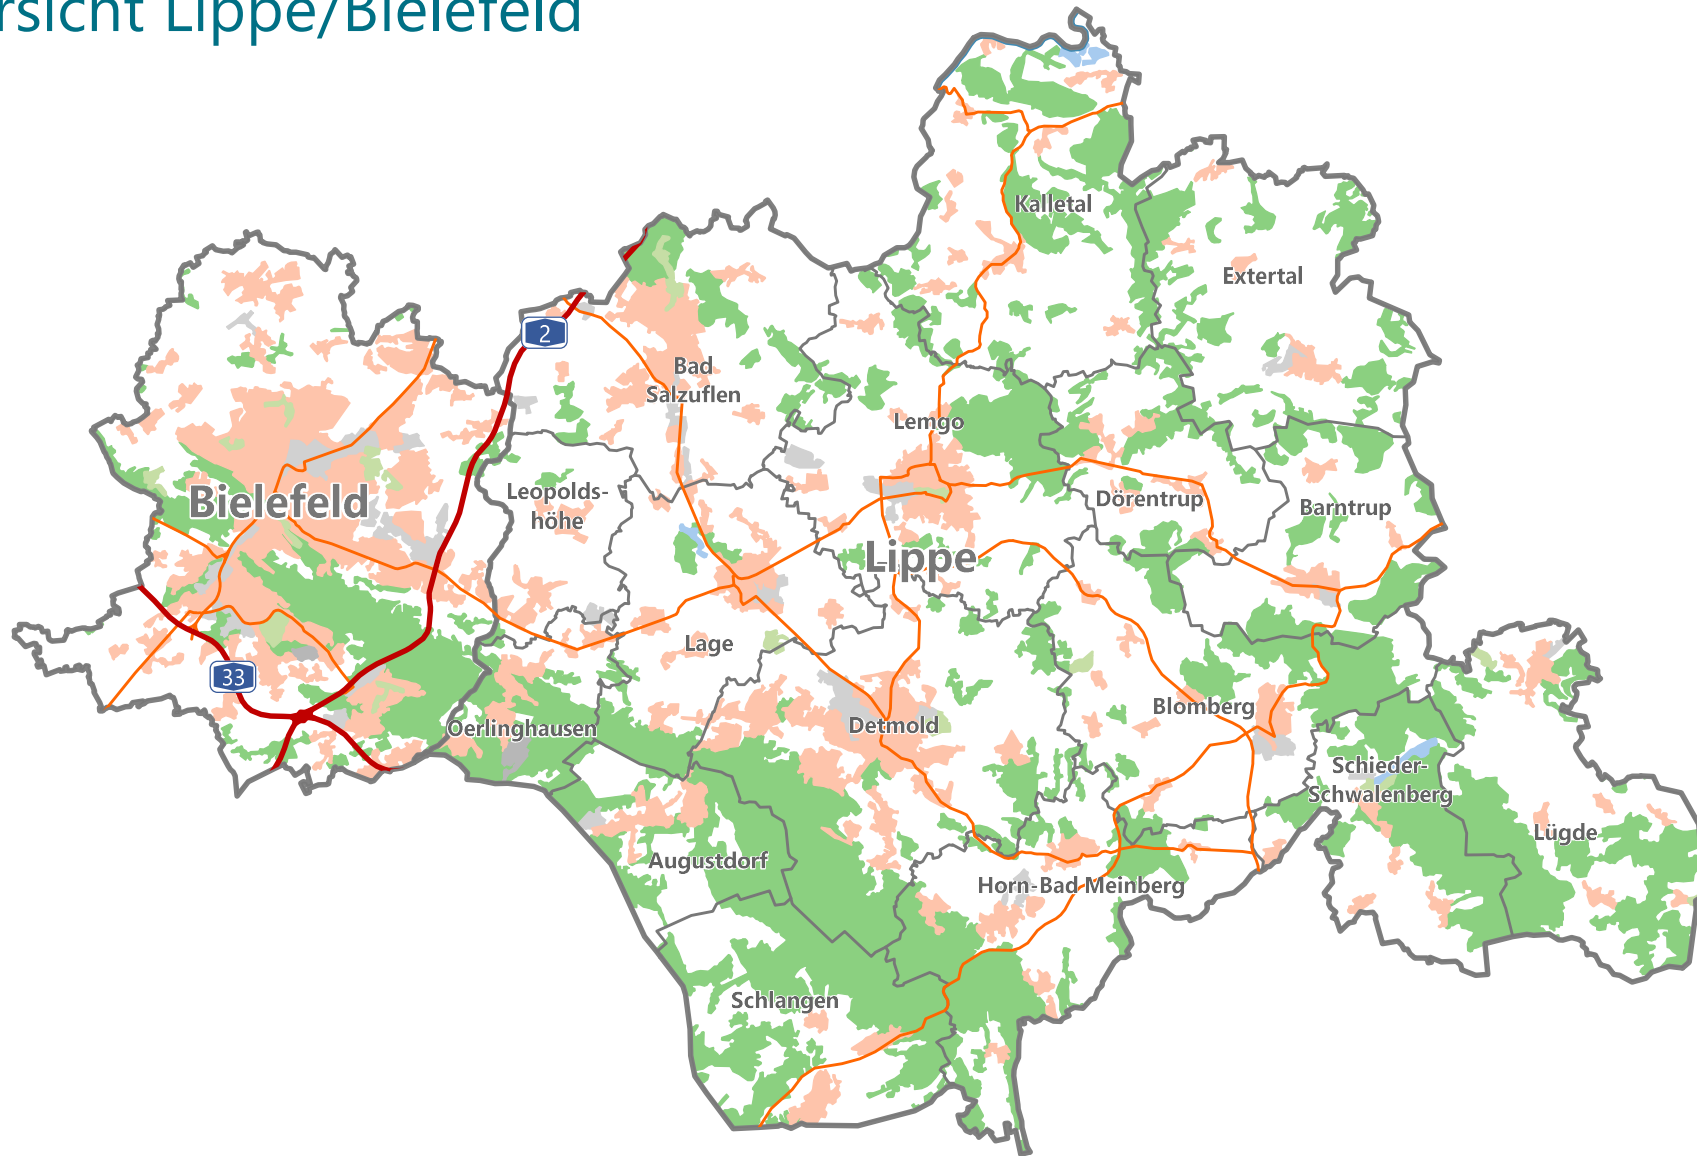 rsicht Lippe/Bielefeld
Kalletal
Extertal
2
Bad
Salzuflen
Lemgo
Bielefeld
Leopolds-
höhe
Dörentrup
Barntrup
Lippe
Lage
33
Oerlinghausen
Detmold
Blomberg
Schieder-
Schwalenberg
Lügde
Augustdorf
Horn-Bad Meinberg
Schlangen